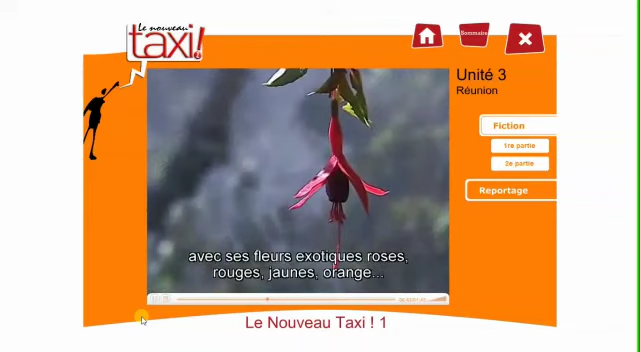 Le nouveau
taxi!
Sommaire
Unité 3
Réunion
Fiction
1re partie
2e partie
Reportage
avec ses fleurs exotiques roses,
rouges, jaunes, orange...
Le Nouveau Taxi ! 1